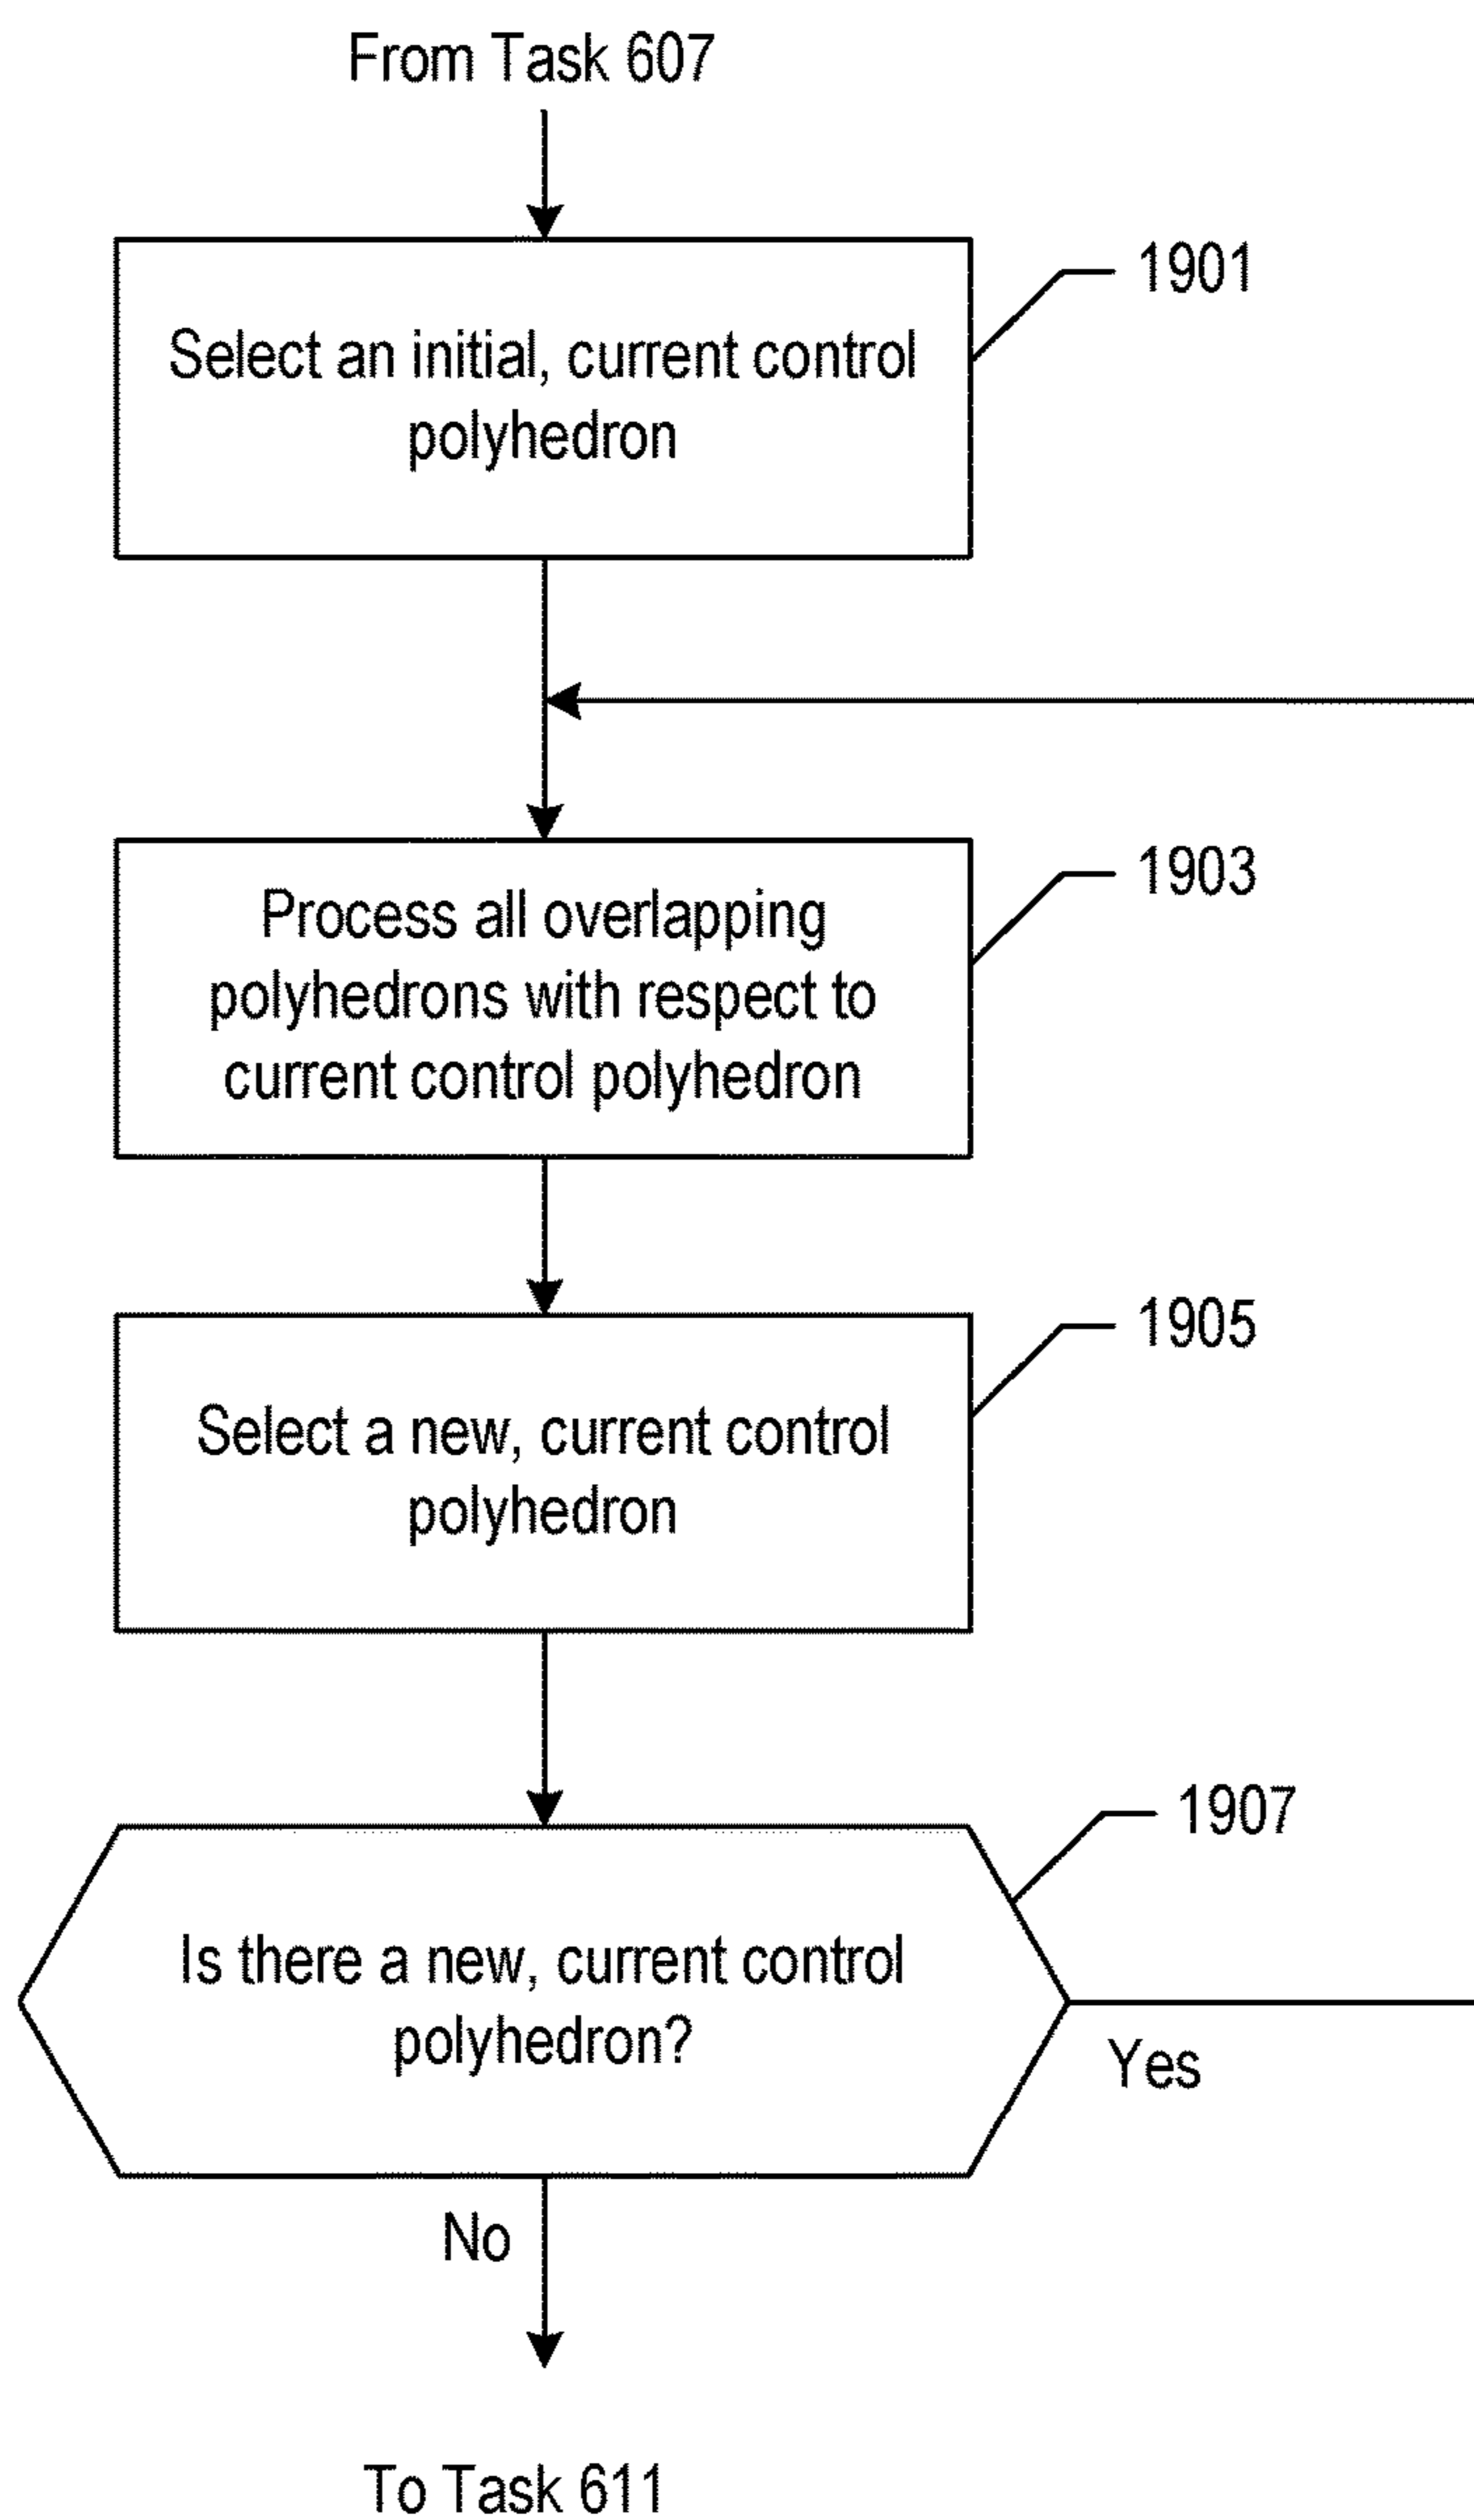 From Task 607
1901
Select an initial, current control
polyhedron
1903
Process all overlapping
polyhedrons with respect to
current control polyhedron
1905
Select a new, current control
polyhedron
1907
Is there a new, current control
polyhedron?
Yes
No
To Task 611